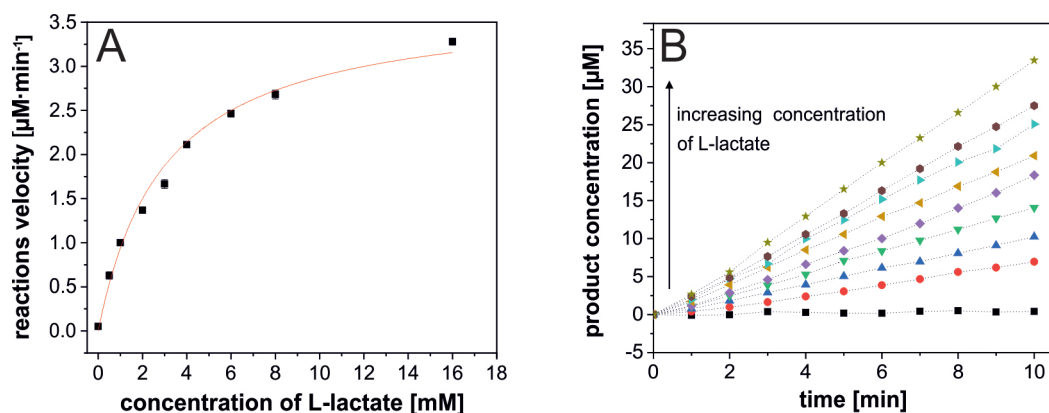 A
3.5
3.0
2.5
2.0
1.5
1.0
0.5
0.0
reactions velocity [µM·min⁻¹]
0 2 4 6 8 10 12 14 16 18
concentration of L-lactate [mM]
B
35
30
25
20
15
10
5
0
-5
product concentration [µM]
increasing concentration
of L-lactate
0 2 4 6 8 10
time [min]